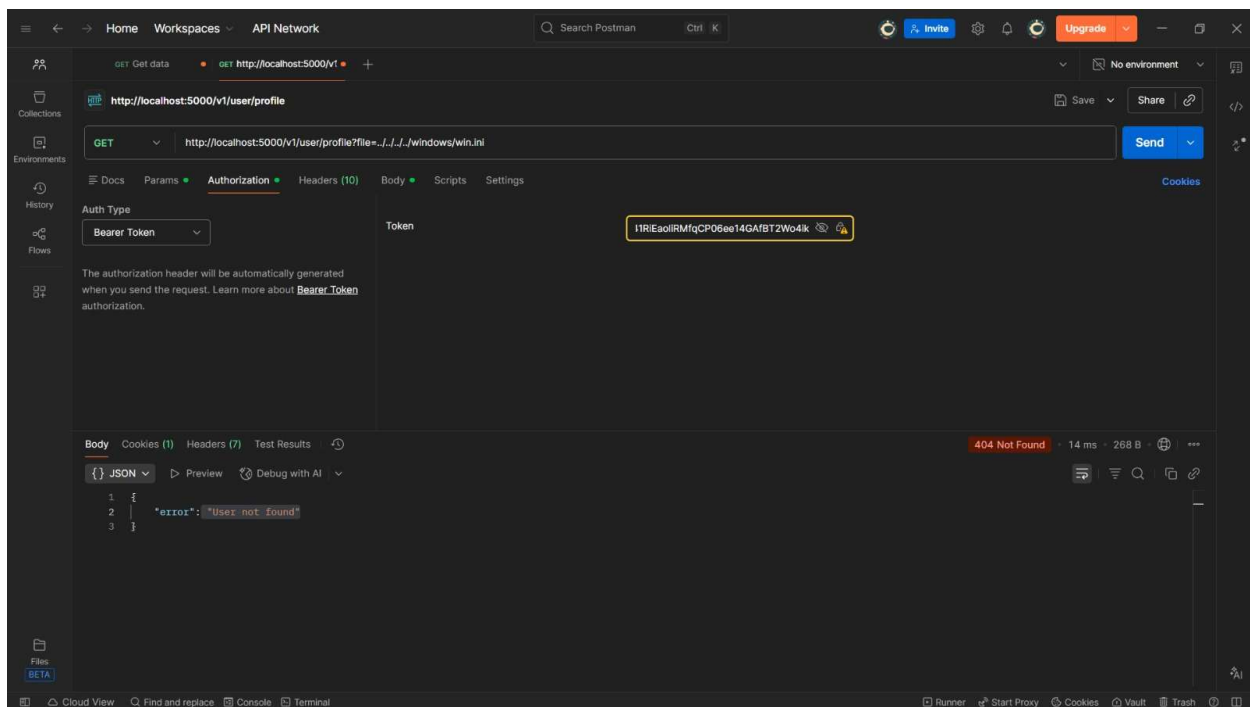 Home Workspaces API Network Search Postman Ctrl K Invite Upgrade
GET Get data GET http://localhost:5000/v1 No environment
http://localhost:5000/v1/user/profile Save Share
Collections
GET http://localhost:5000/v1/user/profile?file=../../../../windows/win.ini Send
Environments
Docs Params Authorization Headers (10) Body Scripts Settings Cookies
History
Auth Type
Bearer Token
Token
Flows
The authorization header will be automatically generated
when you send the request. Learn more about Bearer Token
authorization.
Body Cookies (1) Headers (7) Test Results 404 Not Found 14 ms 268 B
{} JSON Preview Debug with AI
1 {
2 "error": "User not found"
3 }
Files
BETA
AI
Cloud View Find and replace Console Terminal Runner Start Proxy Cookies Vault Trash